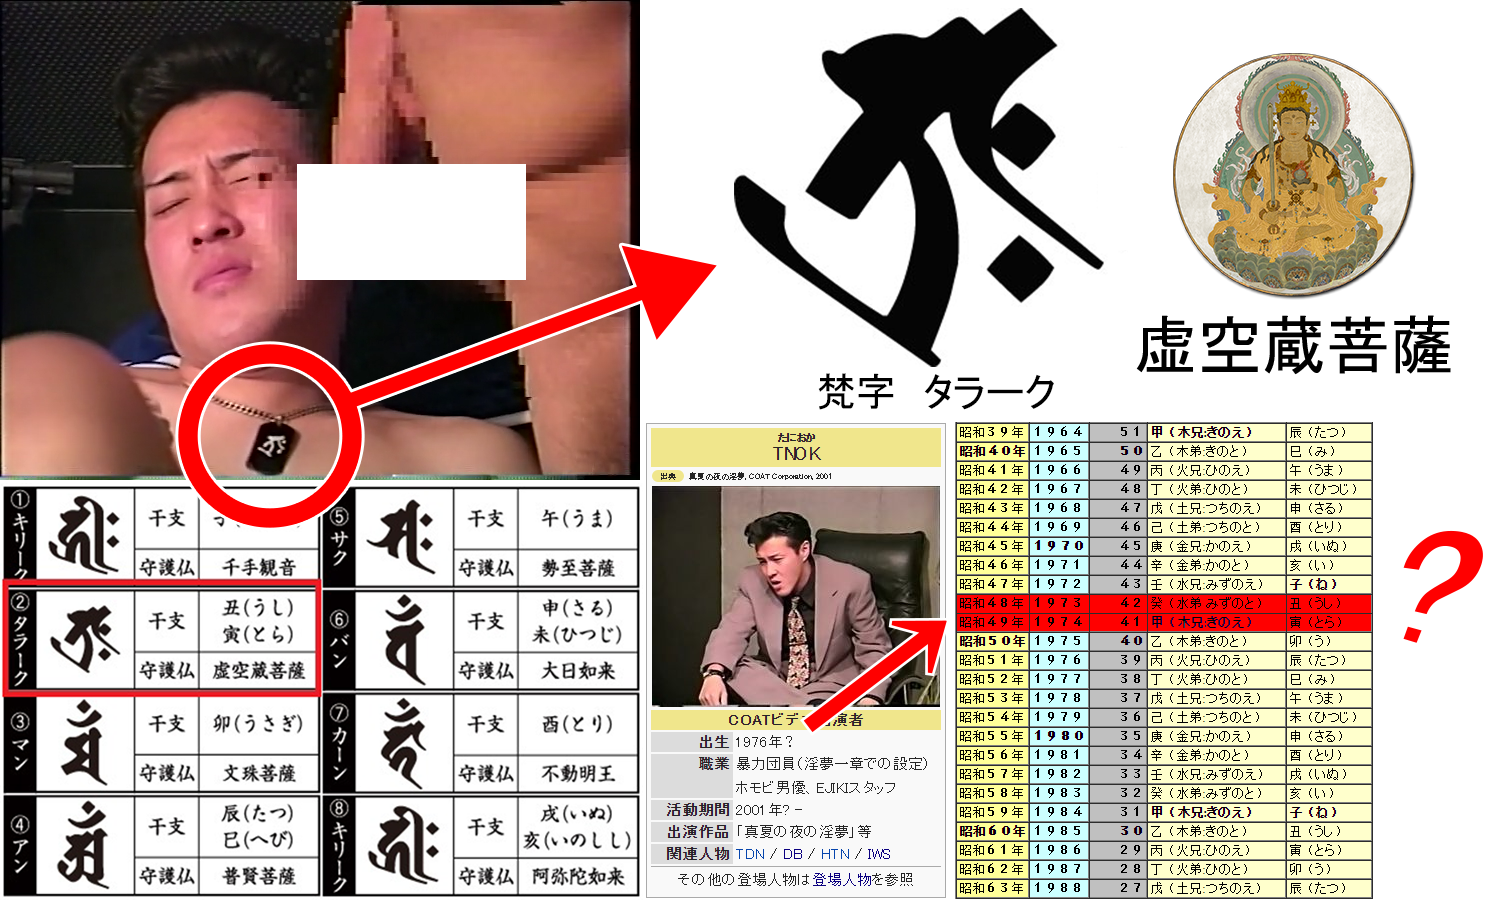 梵字　タラーク
虚空蔵菩薩
①キリーク
干支
守護仏
千手観音
②タラーク
干支
丑(うし)
寅(とら)
守護仏
虚空蔵菩薩
③マン
干支
卯(うさぎ)
守護仏
文珠菩薩
④アン
干支
辰(たつ)
巳(へび)
守護仏
普賢菩薩
⑤サク
干支
午(うま)
守護仏
勢至菩薩
⑥バン
干支
申(さる)
未(ひつじ)
守護仏
大日如来
⑦カーン
干支
酉(とり)
守護仏
不動明王
⑧キリーク
干支
戌(いぬ)
亥(いのしし)
守護仏
阿弥陀如来
たにおか
TNOK
出典 真夏の夜の淫夢, COAT Corporation, 2001
COATビデオ出演者
出生 1976年？
職業 暴力団員（淫夢一章での設定）
ホモビ男優、EJIKIスタッフ
活動期間 2001年? -
出演作品 「真夏の夜の淫夢」等
関連人物 TDN / DB / HTN / IWS
その他の登場人物は登場人物を参照
昭和39年 1964 51 甲（木兄:きのえ） 辰（たつ）
昭和40年 1965 50 乙（木弟:きのと） 巳（み）
昭和41年 1966 49 丙（火兄:ひのえ） 午（うま）
昭和42年 1967 48 丁（火弟:ひのと） 未（ひつじ）
昭和43年 1968 47 戊（土兄:つちのえ） 申（さる）
昭和44年 1969 46 己（土弟:つちのと） 酉（とり）
昭和45年 1970 45 庚（金兄:かのえ） 戌（いぬ）
昭和46年 1971 44 辛（金弟:かのと） 亥（い）
昭和47年 1972 43 壬（水兄:みずのえ） 子（ね）
昭和48年 1973 42 癸（水弟:みずのと） 丑（うし）
昭和49年 1974 41 甲（木兄:きのえ） 寅（とら）
昭和50年 1975 40 乙（木弟:きのと） 卯（う）
昭和51年 1976 39 丙（火兄:ひのえ） 辰（たつ）
昭和52年 1977 38 丁（火弟:ひのと） 巳（み）
昭和53年 1978 37 戊（土兄:つちのえ） 午（うま）
昭和54年 1979 36 己（土弟:つちのと） 未（ひつじ）
昭和55年 1980 35 庚（金兄:かのえ） 申（さる）
昭和56年 1981 34 辛（金弟:かのと） 酉（とり）
昭和57年 1982 33 壬（水兄:みずのえ） 戌（いぬ）
昭和58年 1983 32 癸（水弟:みずのと） 亥（い）
昭和59年 1984 31 甲（木兄:きのえ） 子（ね）
昭和60年 1985 30 乙（木弟:きのと） 丑（うし）
昭和61年 1986 29 丙（火兄:ひのえ） 寅（とら）
昭和62年 1987 28 丁（火弟:ひのと） 卯（う）
昭和63年 1988 27 戊（土兄:つちのえ） 辰（たつ）
?